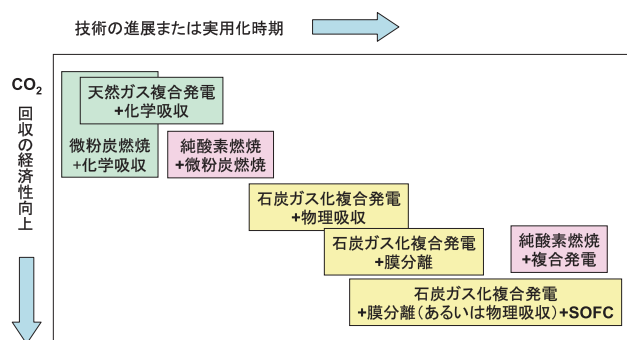 技術の進展または実用化時期
CO₂
回収の経済性向上
天然ガス複合発電
+化学吸収
微粉炭燃焼
+化学吸収
純酸素燃焼
+微粉炭燃焼
石炭ガス化複合発電
+物理吸収
石炭ガス化複合発電
+膜分離
純酸素燃焼
+複合発電
石炭ガス化複合発電
+膜分離(あるいは物理吸収)+SOFC